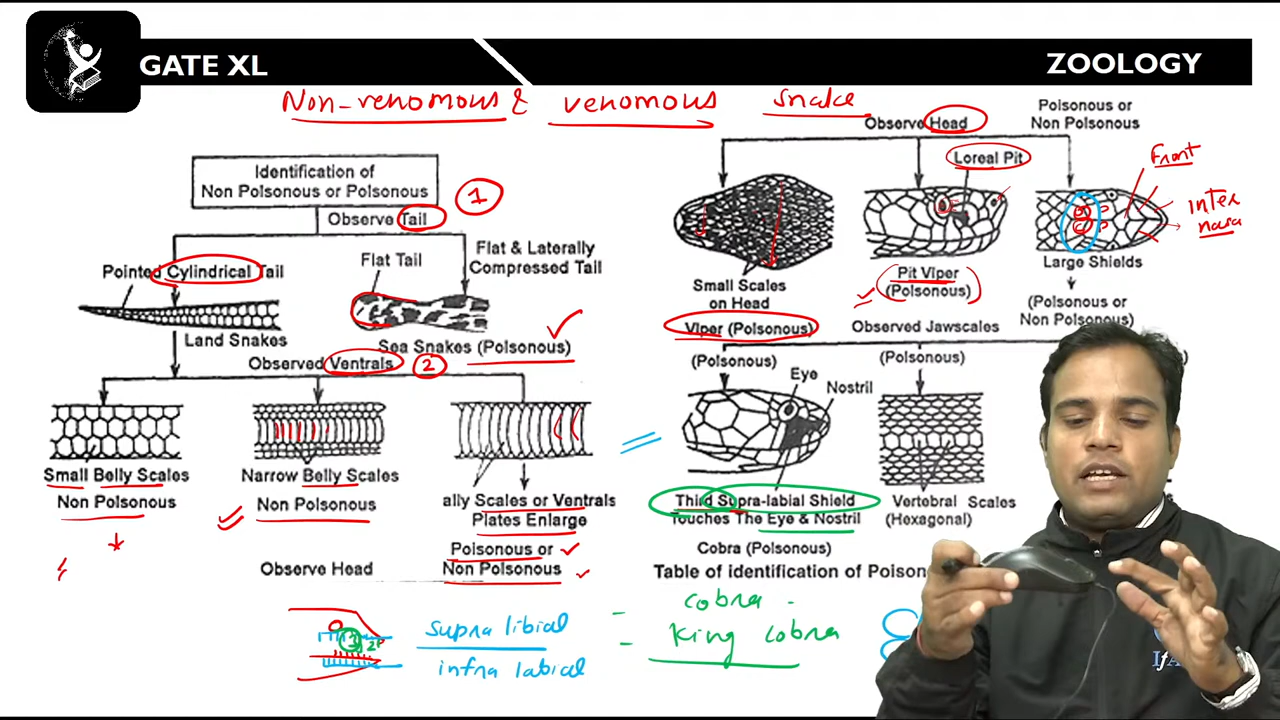 GATE XL
ZOOLOGY
Non-venomous & venomous snake
Identification of
Non Poisonous or Poisonous
1
Observe Tail
Pointed Cylindrical Tail
Flat Tail
Flat & Laterally
Compressed Tail
Land Snakes
Sea Snakes (Poisonous)
Observed Ventrals 2
Small Belly Scales
Non Poisonous
Narrow Belly Scales
Non Poisonous
ally Scales or Ventrals
Plates Enlarge
Poisonous or
Non Poisonous
Observe Head
Observe Head
Poisonous or
Non Poisonous
Loreal Pit
Front
Inter
nasa
Small Scales
on Head
Viper (Poisonous)
Pit Viper
(Poisonous)
Large Shields
(Poisonous or
Non Poisonous)
Observed Jawscales
(Poisonous)
(Poisonous)
Eye
Nostril
Third Supra-labial Shield
Touches The Eye & Nostril
Cobra (Poisonous)
Vertebral Scales
(Hexagonal)
Table of identification of Poison
supra libial
infra labial
- cobra -
- King cobra